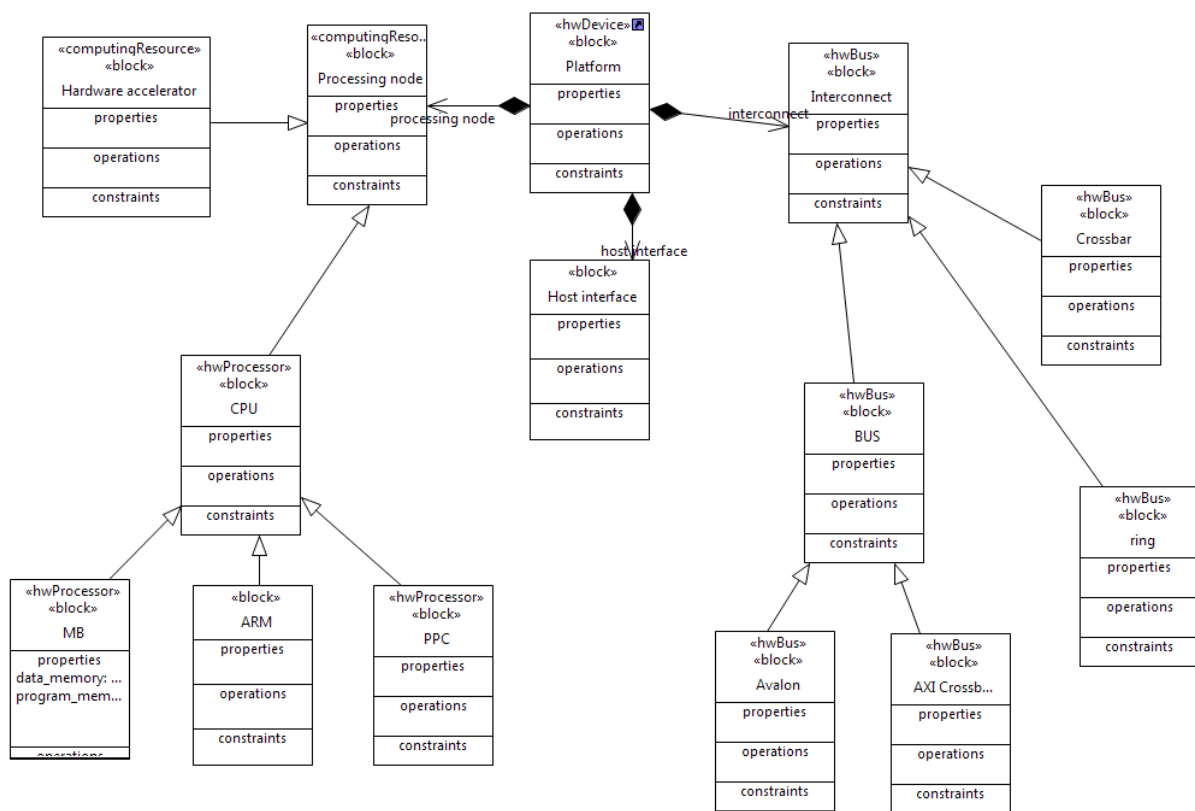 «computingResource»
«block»
Hardware accelerator
properties
operations
constraints
«computingReso...
«block»
Processing node
properties
operations
constraints
processing node
«hwDevice»
«block»
Platform
properties
operations
constraints
interconnect
host interface
«hwBus»
«block»
Interconnect
properties
operations
constraints
«hwBus»
«block»
Crossbar
properties
operations
constraints
«block»
Host interface
properties
operations
constraints
«hwProcessor»
«block»
CPU
properties
operations
constraints
«hwBus»
«block»
BUS
properties
operations
constraints
«hwBus»
«block»
ring
properties
operations
constraints
«hwProcessor»
«block»
MB
properties
data_memory: ...
program_mem...
operations
«block»
ARM
properties
operations
constraints
«hwProcessor»
«block»
PPC
properties
operations
constraints
«hwBus»
«block»
Avalon
properties
operations
constraints
«hwBus»
«block»
AXI Crossb...
properties
operations
constraints